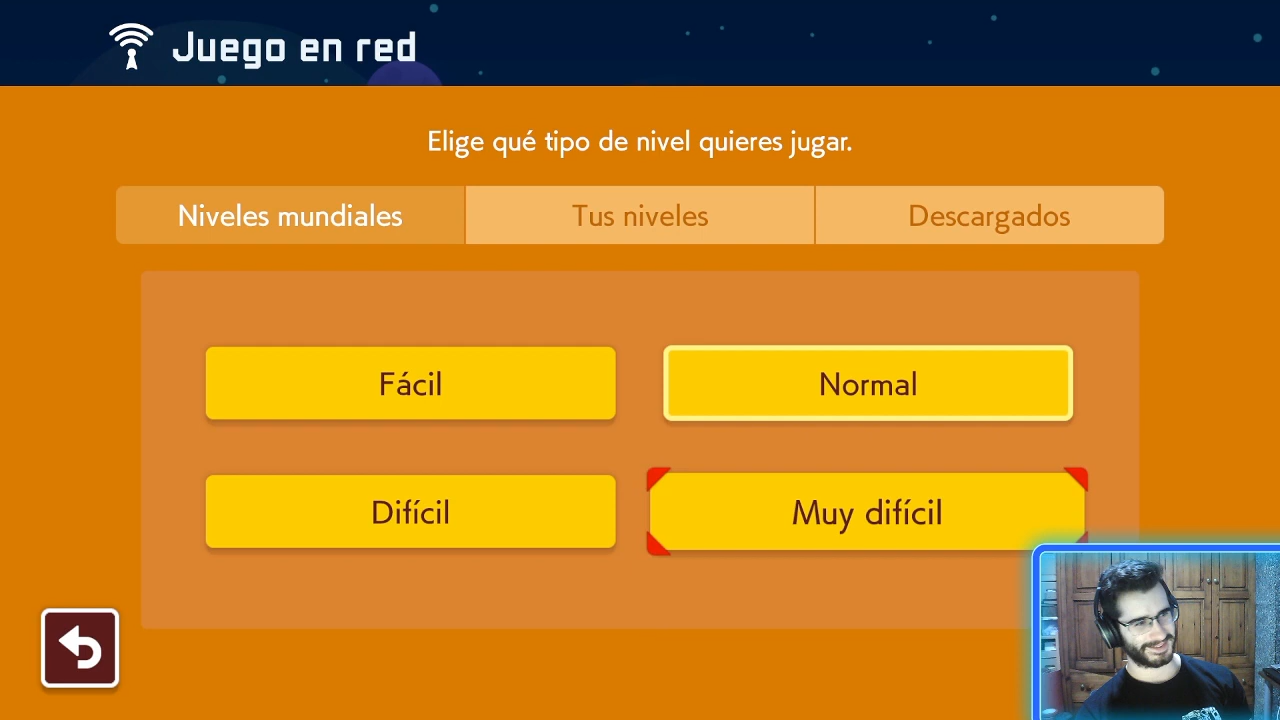 Juego en red
Elige qué tipo de nivel quieres jugar.
Niveles mundiales
Tus niveles
Descargados
Fácil
Normal
Difícil
Muy difícil